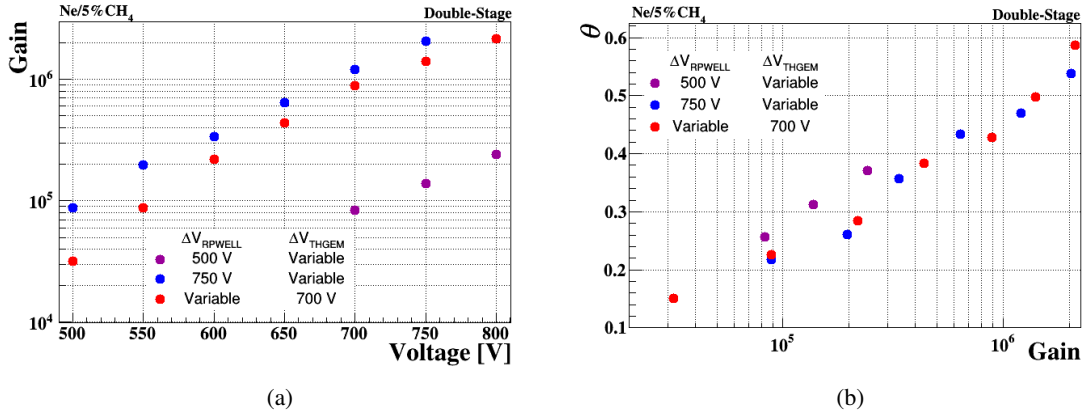 Ne/5%CH4
Double-Stage
Gain
10^6
10^5
10^4
ΔV_RPWELL ΔV_THGEM
500 V Variable
750 V Variable
Variable 700 V
500 550 600 650 700 750 800
Voltage [V]
(a)
Ne/5%CH4
Double-Stage
θ
0.6
0.5
0.4
0.3
0.2
0.1
ΔV_RPWELL ΔV_THGEM
500 V Variable
750 V Variable
Variable 700 V
10^5 10^6
Gain
(b)